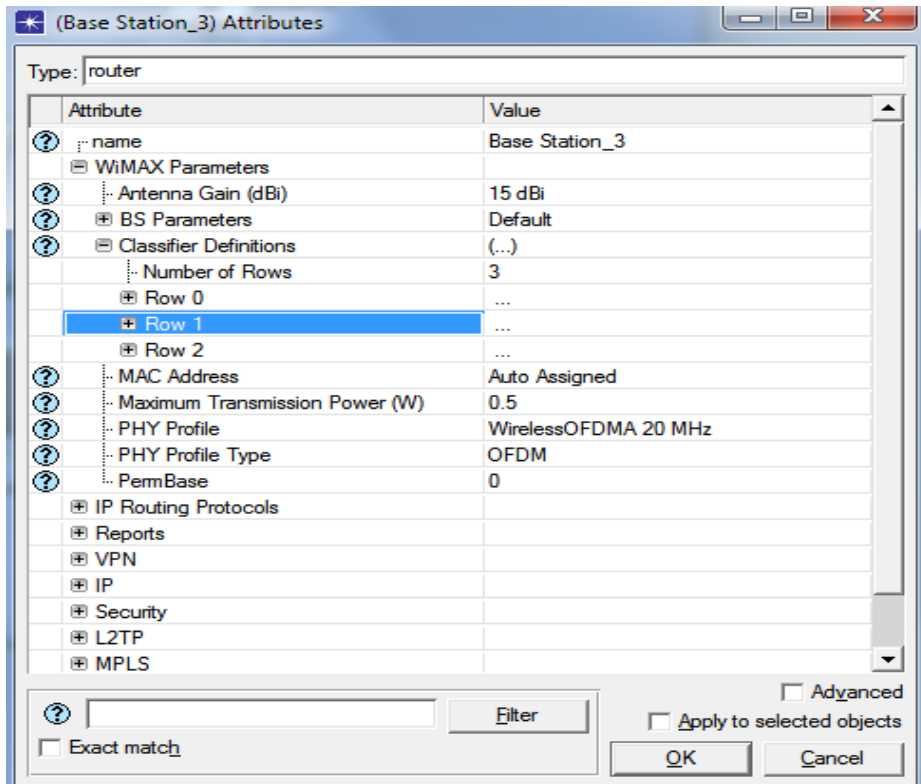 (Base Station_3) Attributes
Type: router
Attribute Value
name Base Station_3
WiMAX Parameters
Antenna Gain (dBi) 15 dBi
BS Parameters Default
Classifier Definitions (...)
Number of Rows 3
Row 0 ...
Row 1 ...
Row 2 ...
MAC Address Auto Assigned
Maximum Transmission Power (W) 0.5
PHY Profile WirelessOFDMA 20 MHz
PHY Profile Type OFDM
PermBase 0
IP Routing Protocols
Reports
VPN
IP
Security
L2TP
MPLS
Advanced
Filter
Apply to selected objects
Exact match
OK Cancel